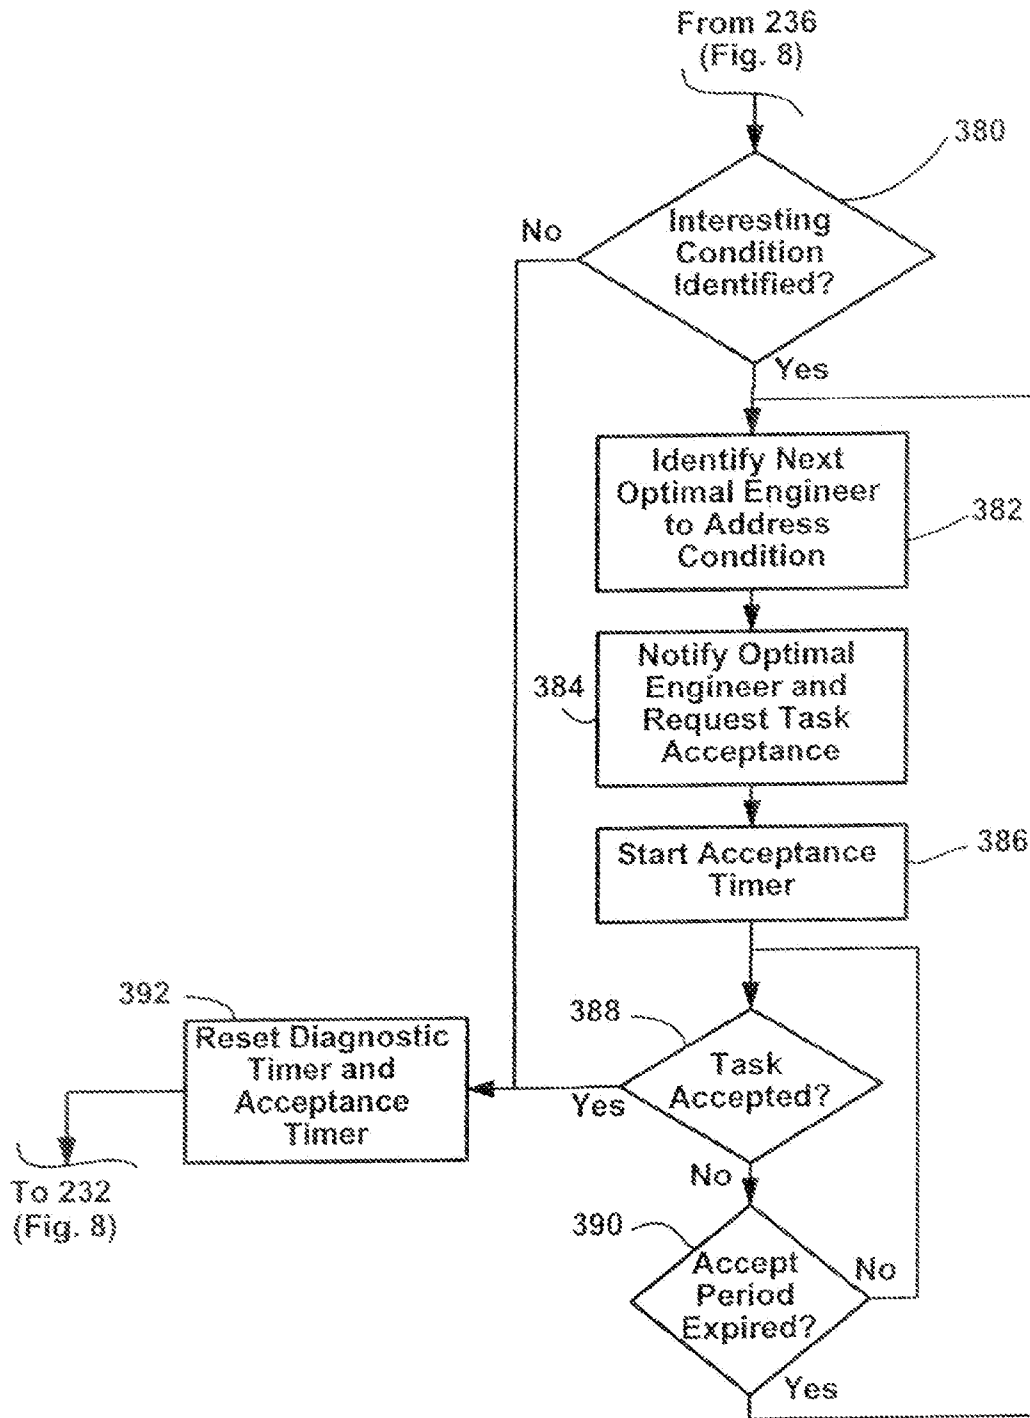 From 236
(Fig. 8)
380
Interesting
Condition
Identified?
No
Yes
Identify Next
Optimal Engineer
to Address
Condition
382
Notify Optimal
Engineer and
Request Task
Acceptance
384
Start Acceptance
Timer
386
392
Reset Diagnostic
Timer and
Acceptance
Timer
388
Task
Accepted?
Yes
No
To 232
(Fig. 8)
390
Accept
Period
Expired?
No
Yes